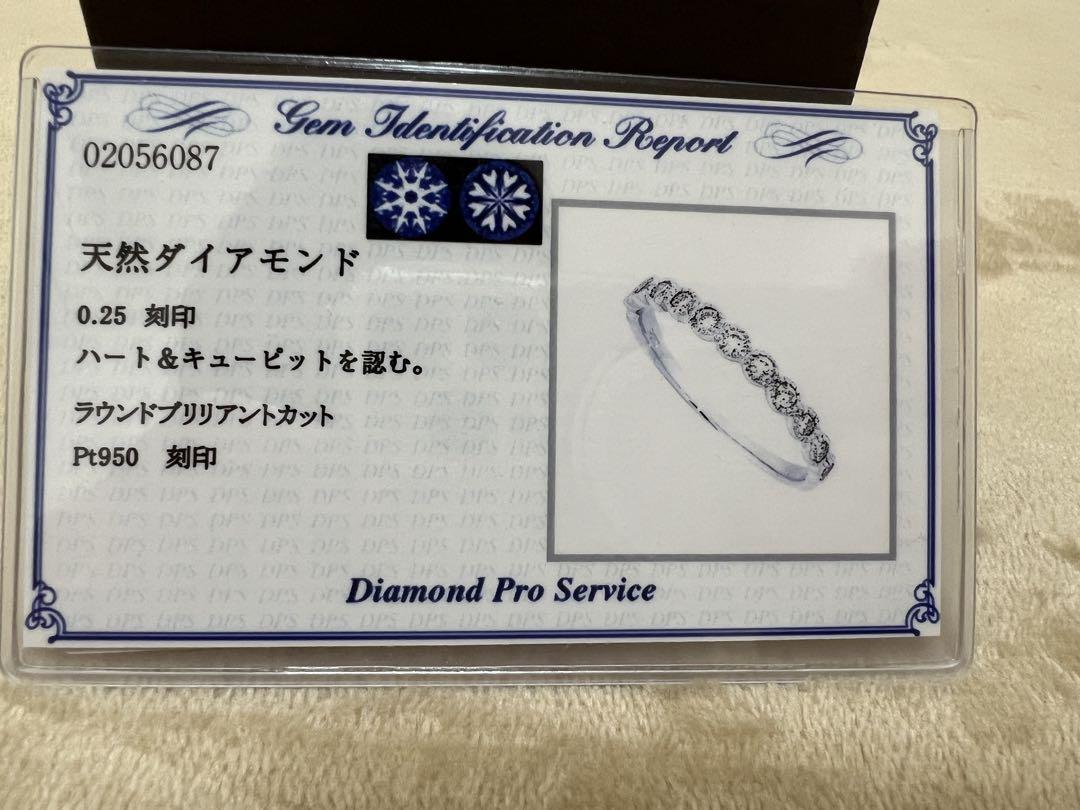 Gem Identification Report
02056087
天然ダイアモンド
0.25 刻印
ハート＆キューピットを認む。
ラウンドブリリアントカット
Pt950 刻印
Diamond Pro Service